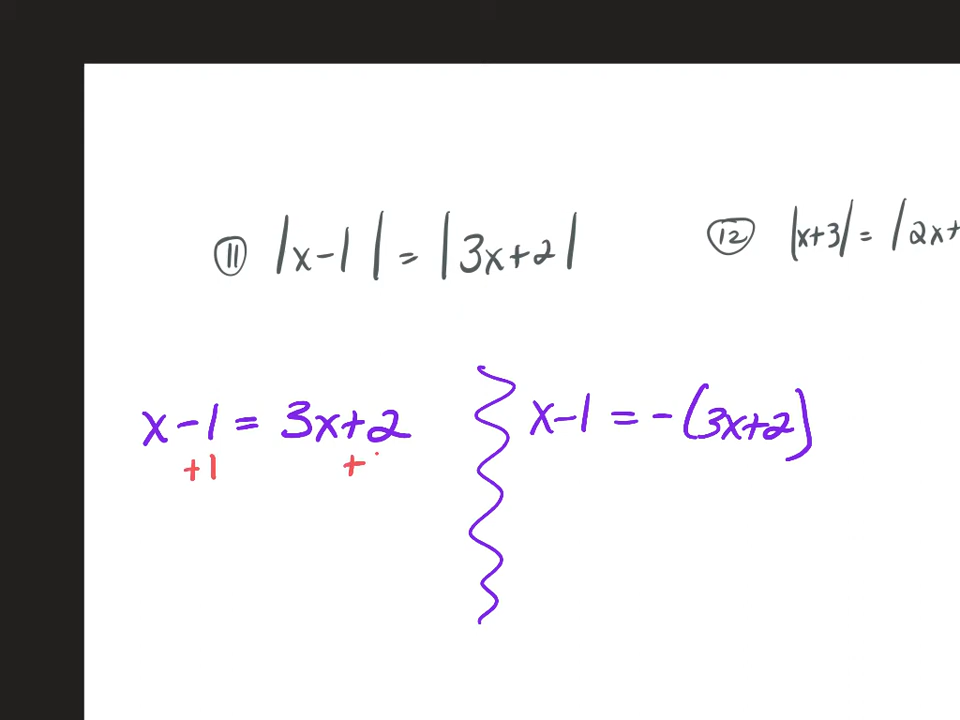 ⑪ |x-1| = |3x+2|
⑫ |x+3| = |2x+
x-1 = 3x+2
+1 +
x-1 = -(3x+2)